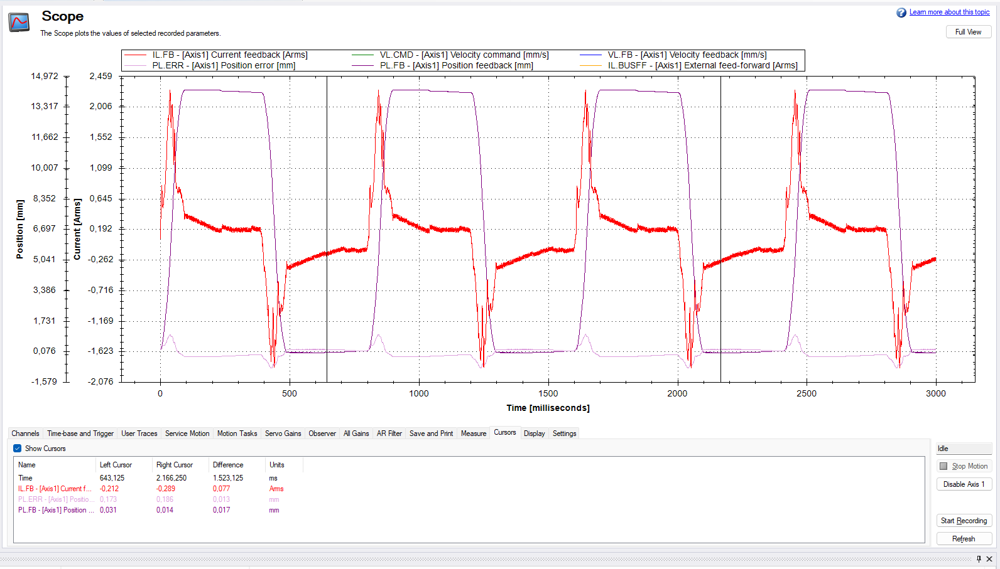 Scope
Learn more about this topic
The Scope plots the values of selected recorded parameters.
Full View
IL.FB - [Axis1] Current feedback [Arms]
VL.CMD - [Axis1] Velocity command [mm/s]
VL.FB - [Axis1] Velocity feedback [mm/s]
PL.ERR - [Axis1] Position error [mm]
PL.FB - [Axis1] Position feedback [mm]
IL.BUSFF - [Axis1] External feed-forward [Arms]
14,972 2,459
13,317 2,006
11,662 1,552
10,007 1,099
8,352 0,645
6,697 0,192
5,041 -0,262
3,386 -0,716
1,731 -1,169
0,076 -1,623
-1,579 -2,076
Position [mm]
Current [Arms]
0 500 1000 1500 2000 2500 3000
Time [milliseconds]
Channels Time-base and Trigger User Traces Service Motion Motion Tasks Servo Gains Observer All Gains AR Filter Save and Print Measure Cursors Display Settings
Show Cursors
Name Left Cursor Right Cursor Difference Units
Time 643,125 2.166,250 1.523,125 ms
IL.FB - [Axis1] Current f... -0,212 -0,289 0,077 Arms
PL.ERR - [Axis1] Positio... 0,173 0,186 0,013 mm
PL.FB - [Axis1] Position ... 0,031 0,014 0,017 mm
Idle
Stop Motion
Disable Axis 1
Start Recording
Refresh